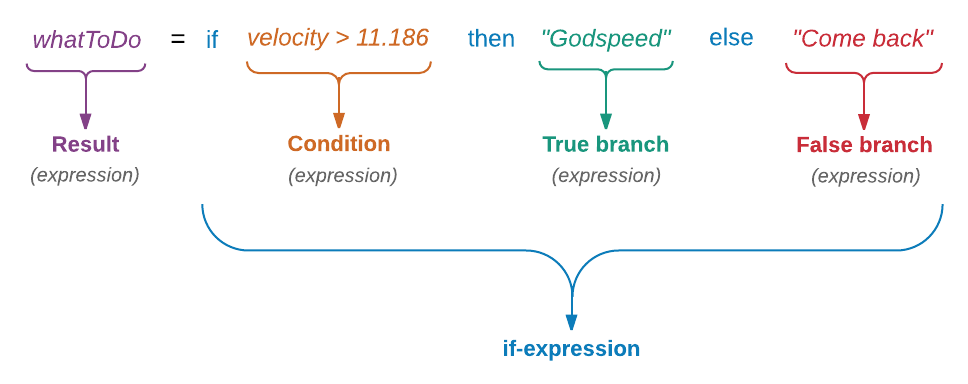 whatToDo = if velocity > 11.186 then "Godspeed" else "Come back"
Result Condition True branch False branch
(expression) (expression) (expression) (expression)
if-expression